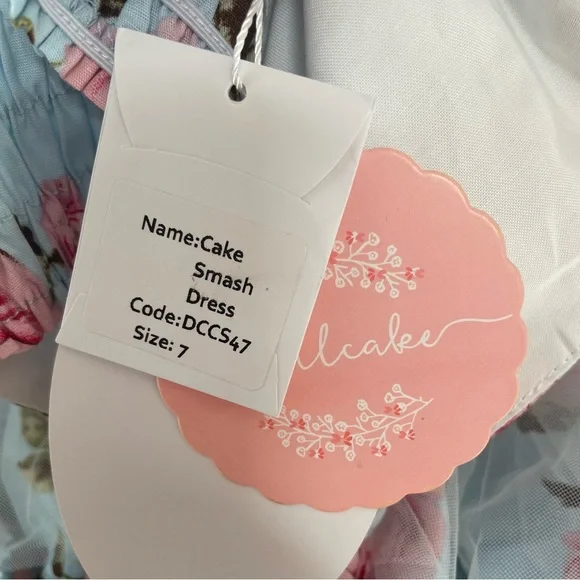 Name:Cake
Smash
Dress
Code:DCCS47
Size: 7